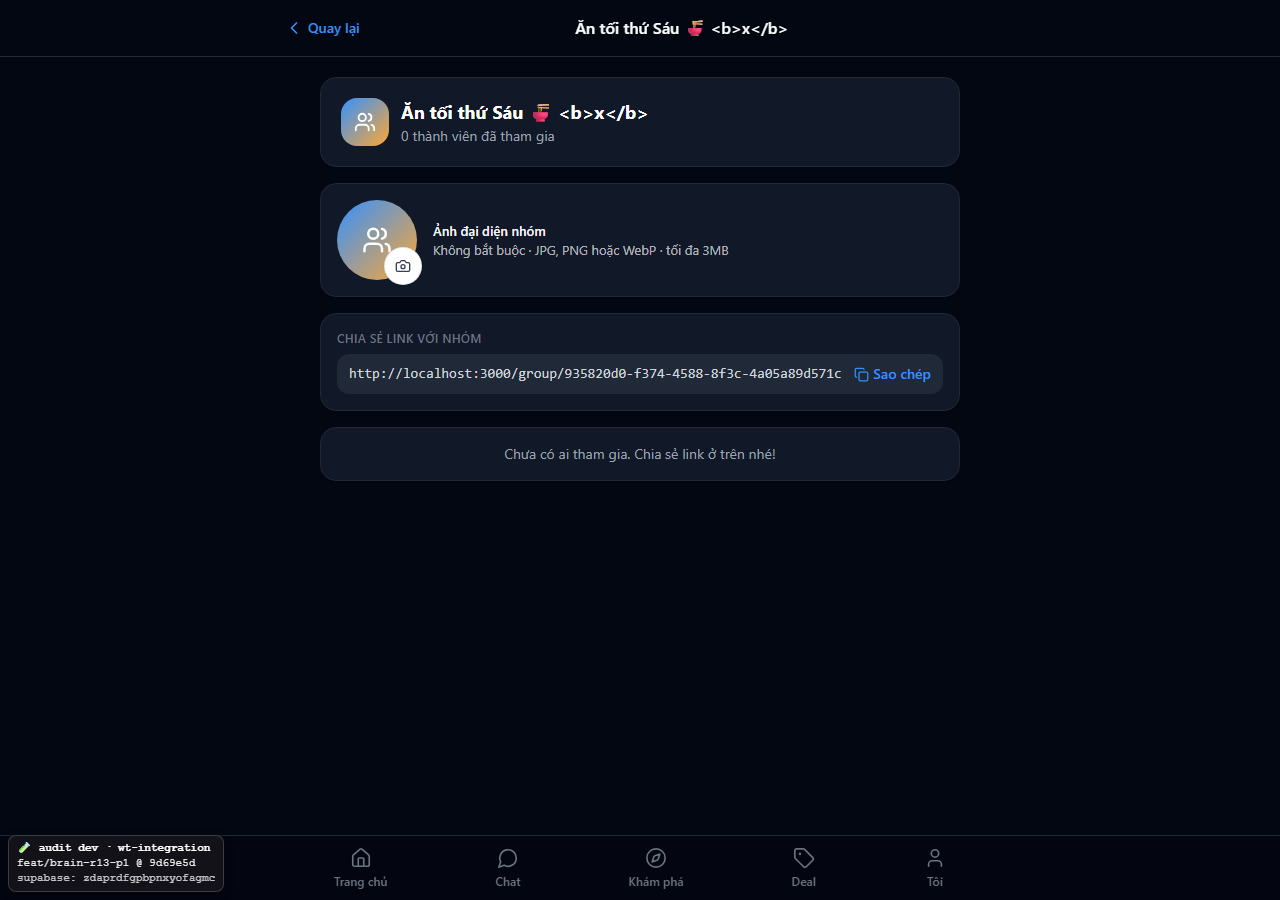 Quay lại
Ăn tối thứ Sáu 🍜 <b>x</b>
Ăn tối thứ Sáu 🍜 <b>x</b>
0 thành viên đã tham gia
Ảnh đại diện nhóm
Không bắt buộc · JPG, PNG hoặc WebP · tối đa 3MB
CHIA SẺ LINK VỚI NHÓM
http://localhost:3000/group/935820d0-f374-4588-8f3c-4a05a89d571c
Sao chép
Chưa có ai tham gia. Chia sẻ link ở trên nhé!
🧪 audit dev · wt-integration
feat/brain-r13-p1 @ 9d69e5d
supabase: zdaprdfgpbpnxyofagmc
Trang chủ
Chat
Khám phá
Deal
Tôi